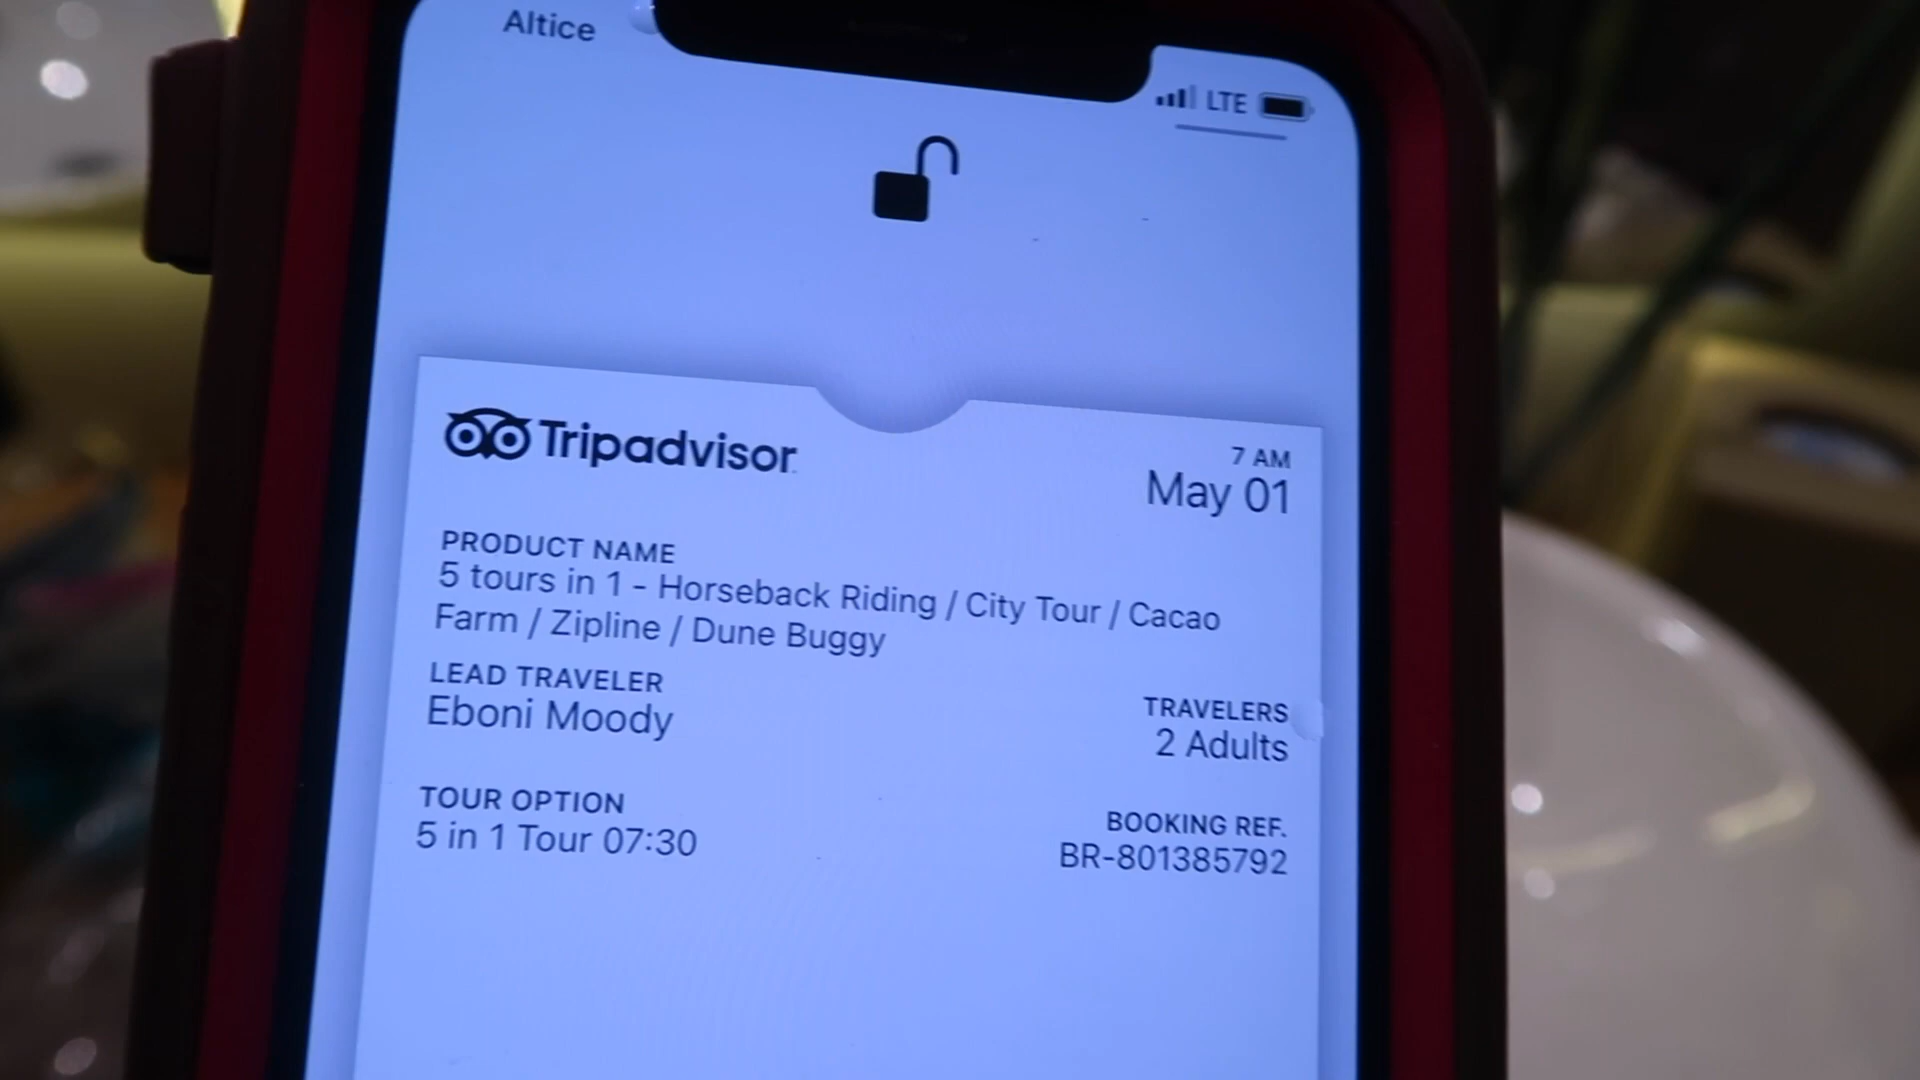 Altice
LTE
Tripadvisor
7 AM
May 01
PRODUCT NAME
5 tours in 1 - Horseback Riding / City Tour / Cacao
Farm / Zipline / Dune Buggy
LEAD TRAVELER
Eboni Moody
TRAVELERS
2 Adults
TOUR OPTION
5 in 1 Tour 07:30
BOOKING REF.
BR-801385792